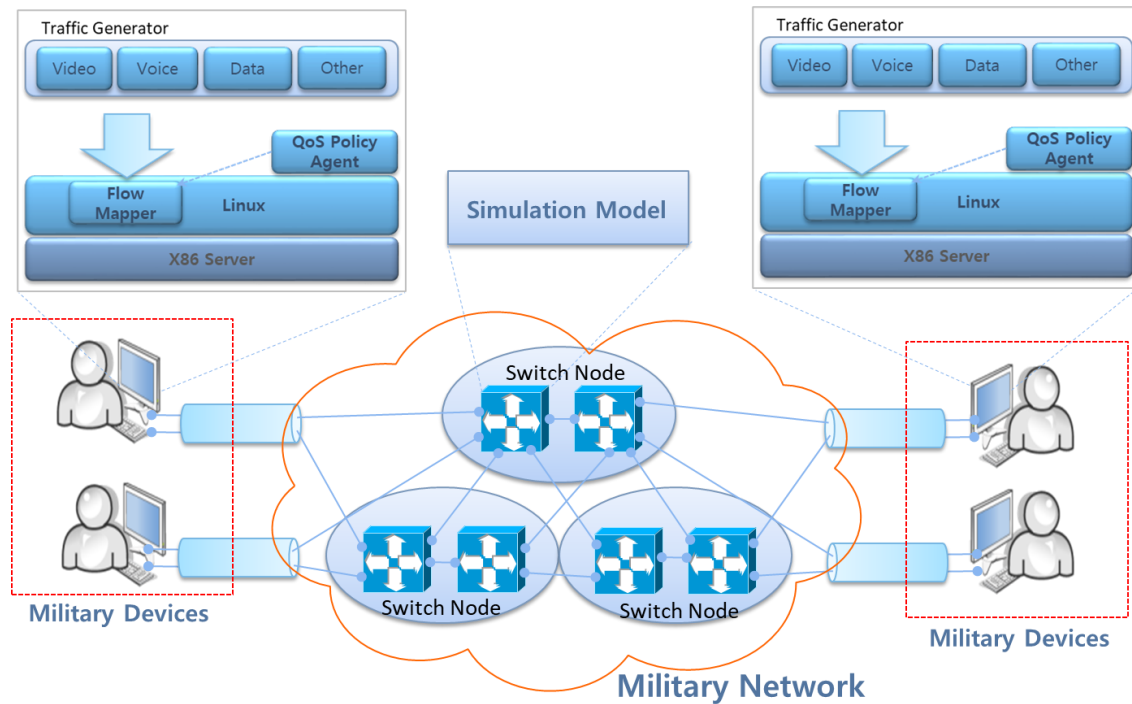 Traffic Generator
Video
Voice
Data
Other
QoS Policy
Agent
Flow
Mapper
Linux
X86 Server
Traffic Generator
Video
Voice
Data
Other
QoS Policy
Agent
Flow
Mapper
Linux
X86 Server
Simulation Model
Switch Node
Switch Node
Switch Node
Military Devices
Military Devices
Military Network